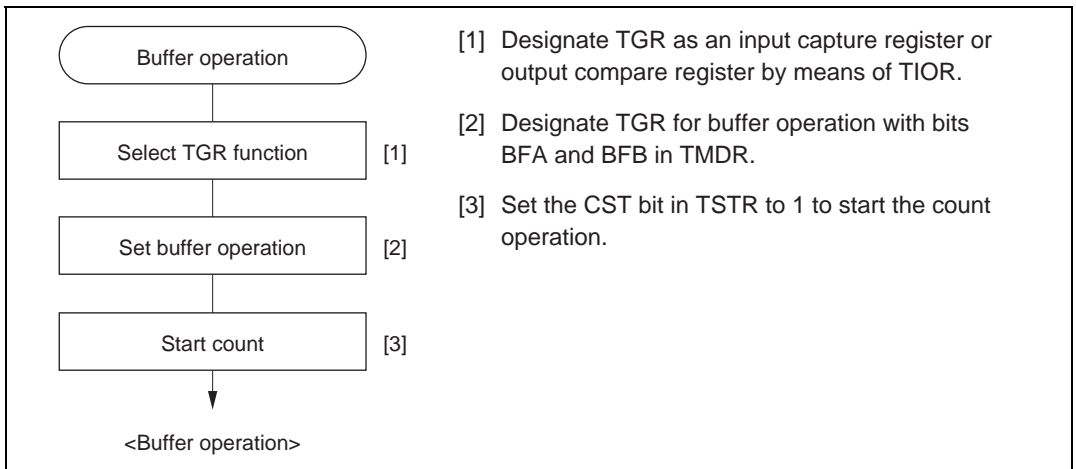 Buffer operation
Select TGR function [1]
Set buffer operation [2]
Start count [3]
<Buffer operation>
[1] Designate TGR as an input capture register or
output compare register by means of TIOR.
[2] Designate TGR for buffer operation with bits
BFA and BFB in TMDR.
[3] Set the CST bit in TSTR to 1 to start the count
operation.